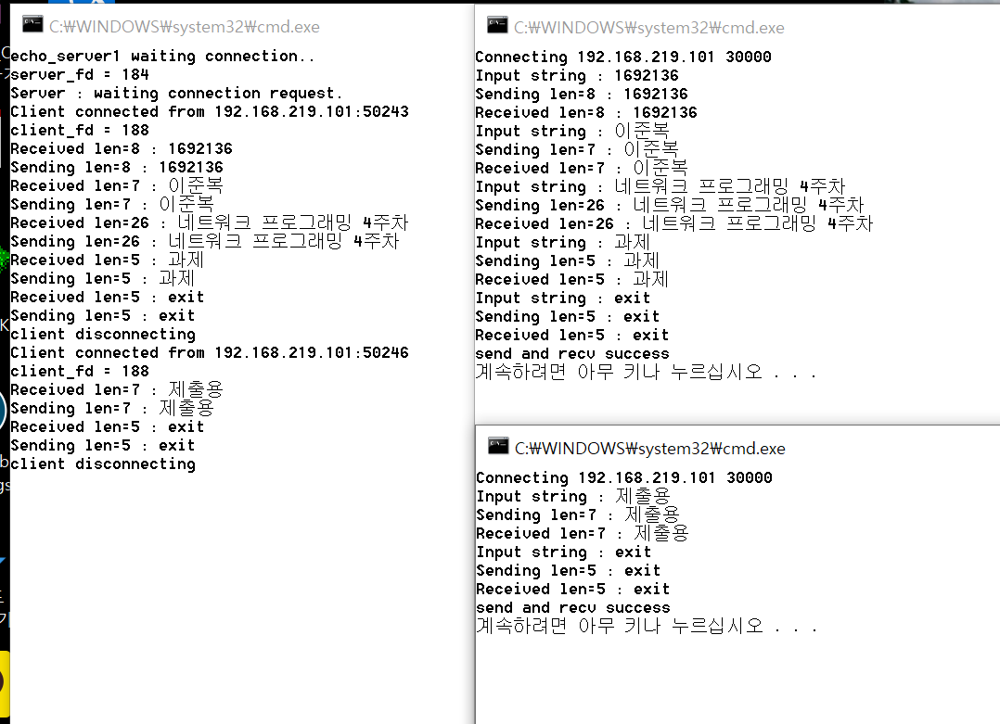 C:₩WINDOWS₩system32₩cmd.exe
echo_server1 waiting connection..
server_fd = 184
Server : waiting connection request.
Client connected from 192.168.219.101:50243
client_fd = 188
Received len=8 : 1692136
Sending len=8 : 1692136
Received len=7 : 이준복
Sending len=7 : 이준복
Received len=26 : 네트워크 프로그래밍 4주차
Sending len=26 : 네트워크 프로그래밍 4주차
Received len=5 : 과제
Sending len=5 : 과제
Received len=5 : exit
Sending len=5 : exit
client disconnecting
Client connected from 192.168.219.101:50246
client_fd = 188
Received len=7 : 제출용
Sending len=7 : 제출용
Received len=5 : exit
Sending len=5 : exit
client disconnecting
C:₩WINDOWS₩system32₩cmd.exe
Connecting 192.168.219.101 30000
Input string : 1692136
Sending len=8 : 1692136
Received len=8 : 1692136
Input string : 이준복
Sending len=7 : 이준복
Received len=7 : 이준복
Input string : 네트워크 프로그래밍 4주차
Sending len=26 : 네트워크 프로그래밍 4주차
Received len=26 : 네트워크 프로그래밍 4주차
Input string : 과제
Sending len=5 : 과제
Received len=5 : 과제
Input string : exit
Sending len=5 : exit
Received len=5 : exit
send and recv success
계속하려면 아무 키나 누르십시오 . . .
C:₩WINDOWS₩system32₩cmd.exe
Connecting 192.168.219.101 30000
Input string : 제출용
Sending len=7 : 제출용
Received len=7 : 제출용
Input string : exit
Sending len=5 : exit
Received len=5 : exit
send and recv success
계속하려면 아무 키나 누르십시오 . . .